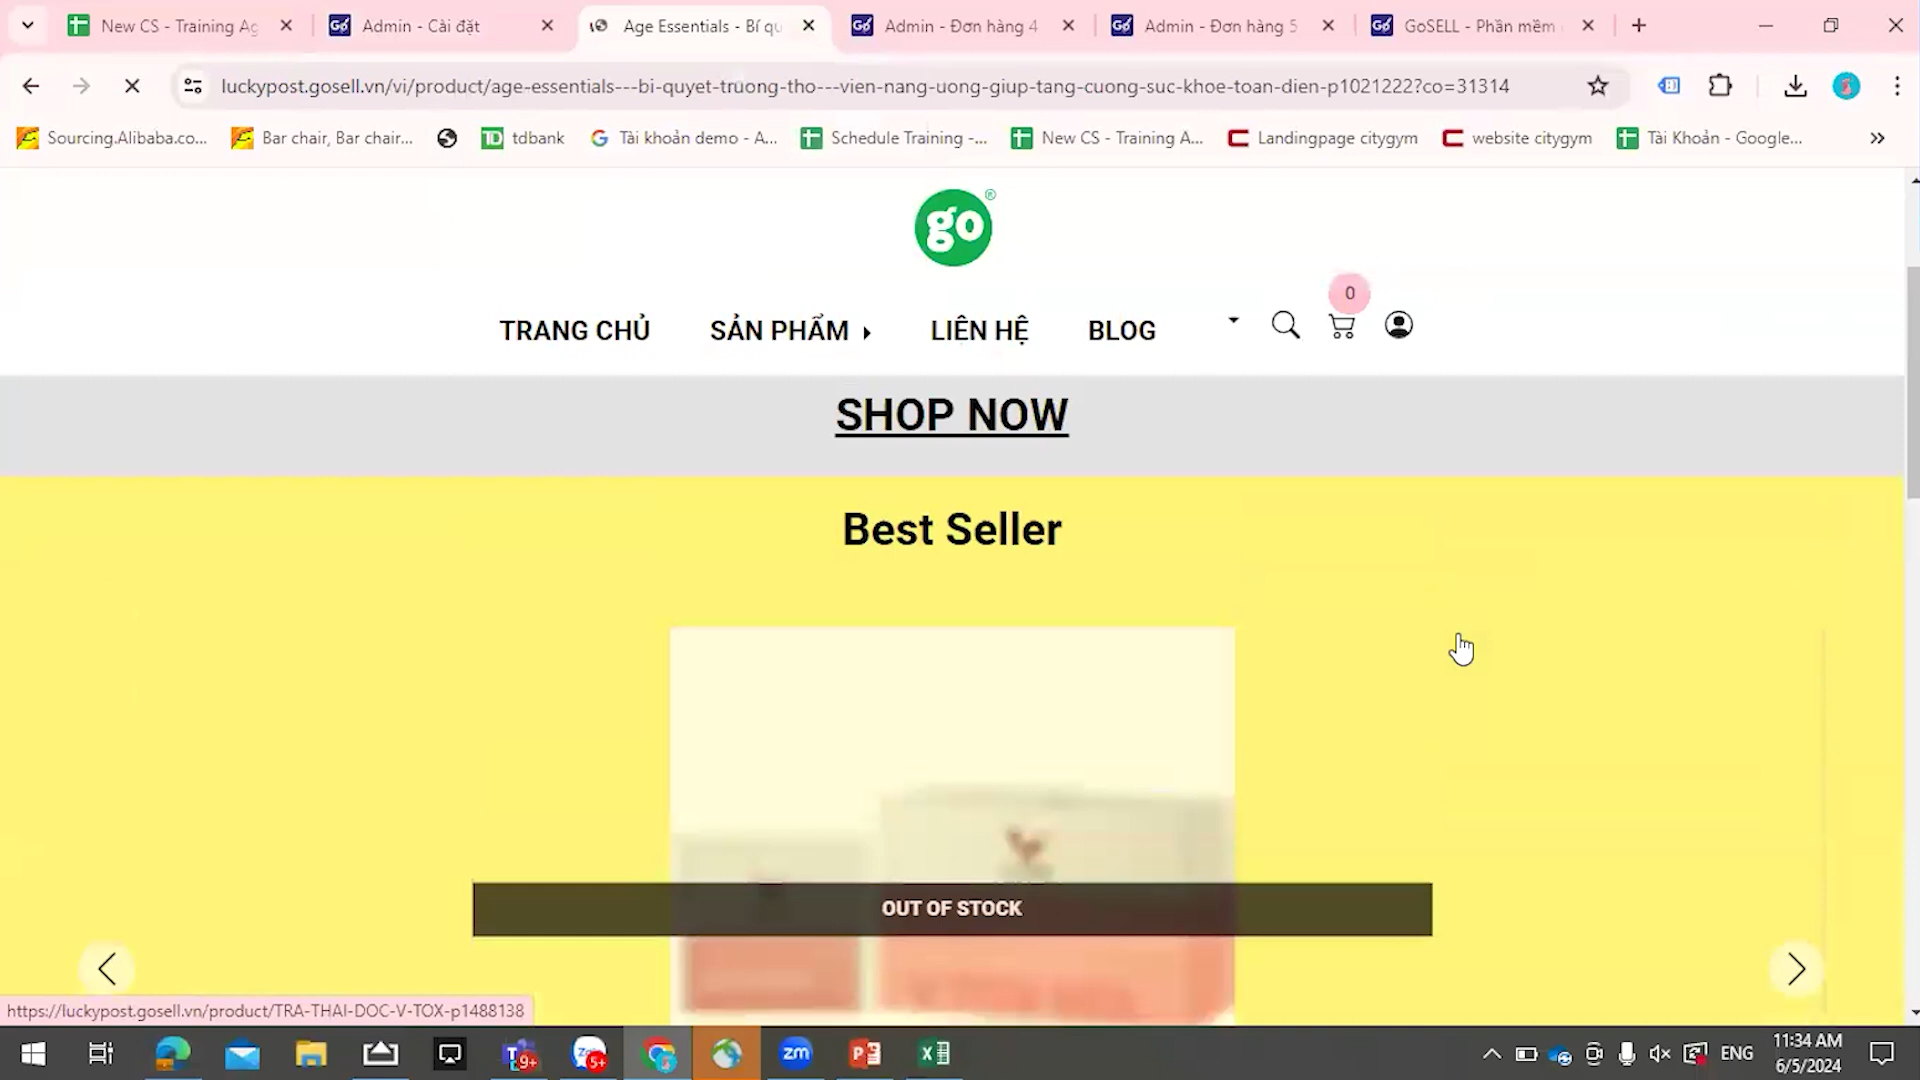 New CS - Training Ag
Admin - Cài đặt
Age Essentials - Bí qu
Admin - Đơn hàng 4
Admin - Đơn hàng 5
GoSELL - Phần mềm
luckypost.gosell.vn/vi/product/age-essentials---bi-quyet-truong-tho---vien-nang-uong-giup-tang-cuong-suc-khoe-toan-dien-p1021222?co=31314
Sourcing.Alibaba.co...
Bar chair, Bar chair...
tdbank
Tài khoản demo - A...
Schedule Training -...
New CS - Training A...
Landingpage citygym
website citygym
Tài Khoản - Google...
go
TRANG CHỦ
SẢN PHẨM
LIÊN HỆ
BLOG
0
SHOP NOW
Best Seller
OUT OF STOCK
https://luckypost.gosell.vn/product/TRA-THAI-DOC-V-TOX-p1488138
ENG
11:34 AM
6/5/2024